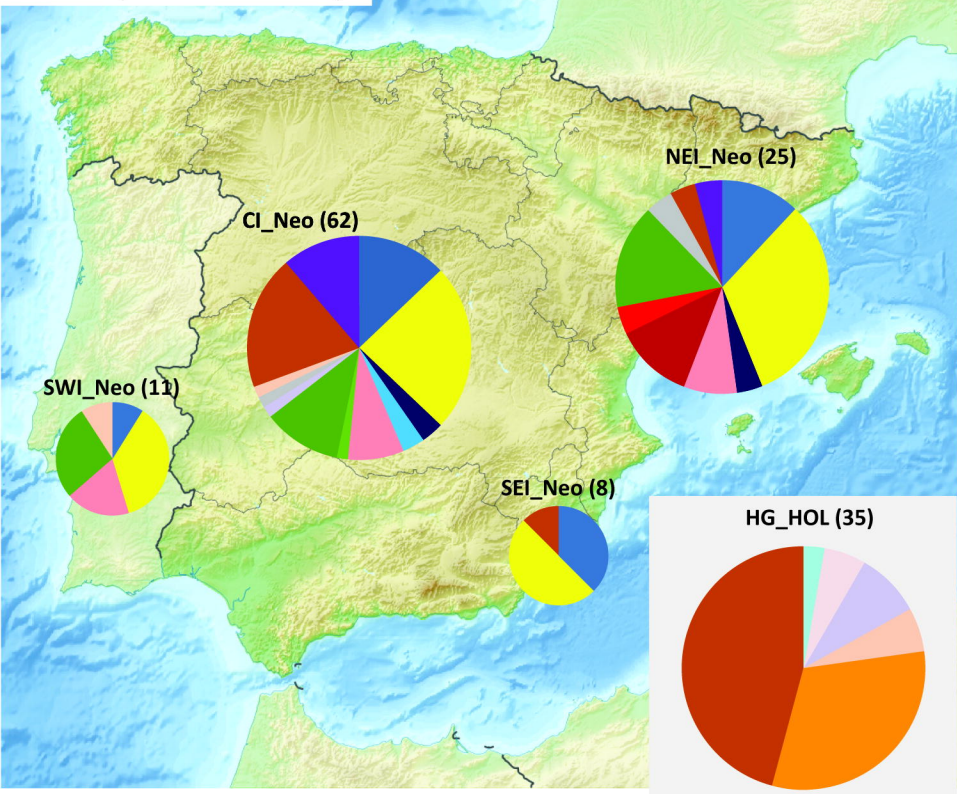 NEI_Neo (25)
CI_Neo (62)
SWI_Neo (11)
SEI_Neo (8)
HG_HOL (35)